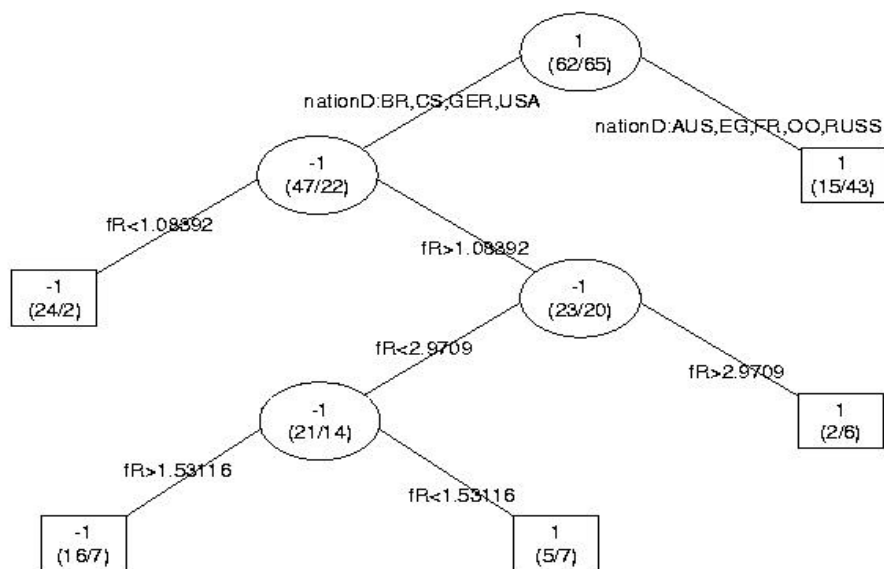 1
(62/65)
nationD:BR,CS,GER,USA
nationD:AUS,EG,FR,OO,RUSS
-1
(47/22)
1
(15/43)
fR<1.08392
fR>1.08392
-1
(24/2)
-1
(23/20)
fR<2.9709
fR>2.9709
-1
(21/14)
1
(2/6)
fR>1.53116
fR<1.53116
-1
(16/7)
1
(5/7)